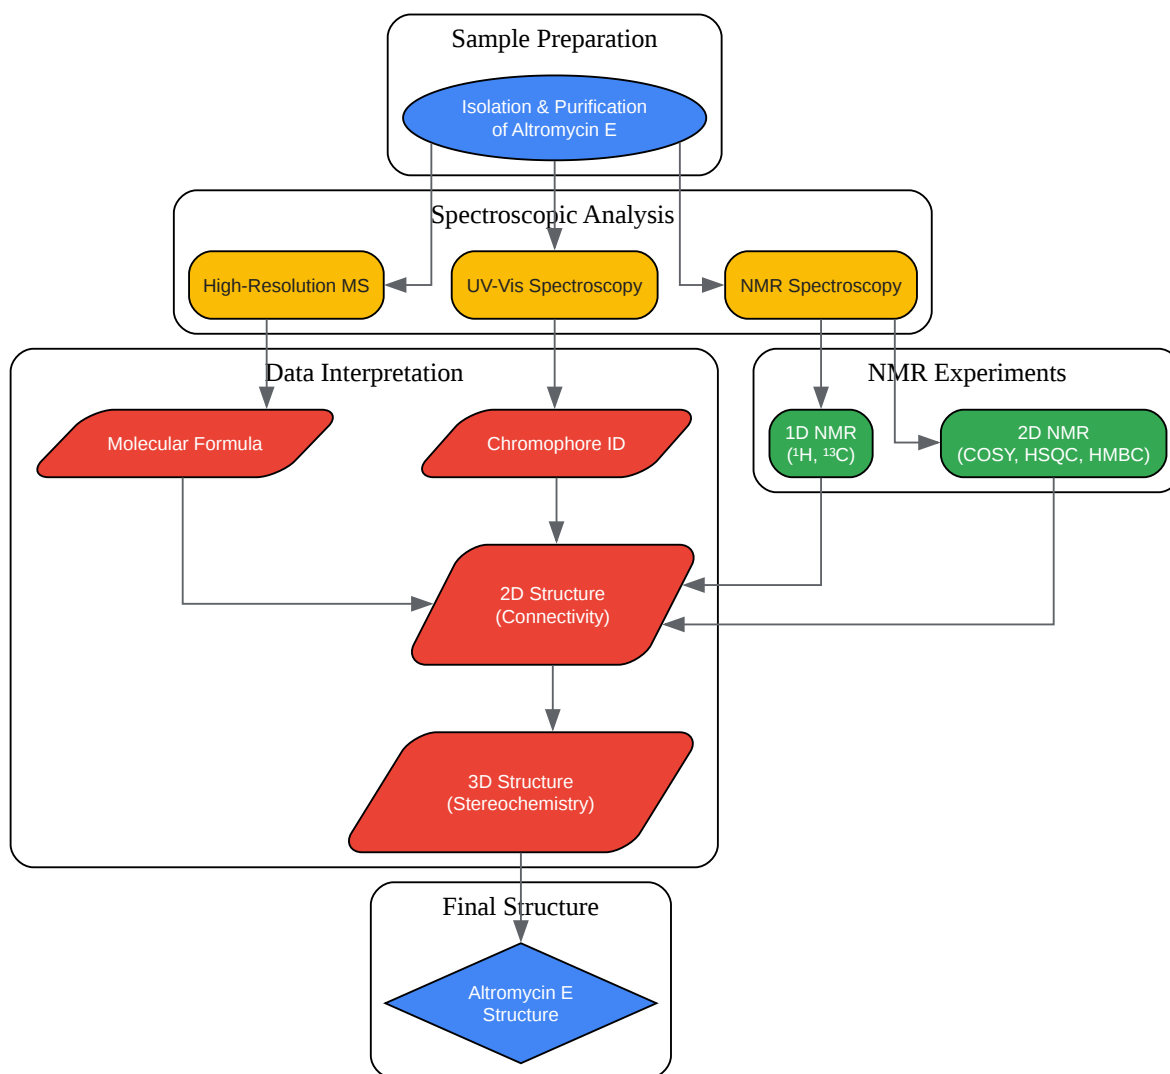 Sample Preparation
Isolation & Purification
of Altromycin E
Spectroscopic Analysis
High-Resolution MS
UV-Vis Spectroscopy
NMR Spectroscopy
Data Interpretation
NMR Experiments
Molecular Formula
Chromophore ID
1D NMR
(¹H, ¹³C)
2D NMR
(COSY, HSQC, HMBC)
2D Structure
(Connectivity)
3D Structure
(Stereochemistry)
Final Structure
Altromycin E
Structure